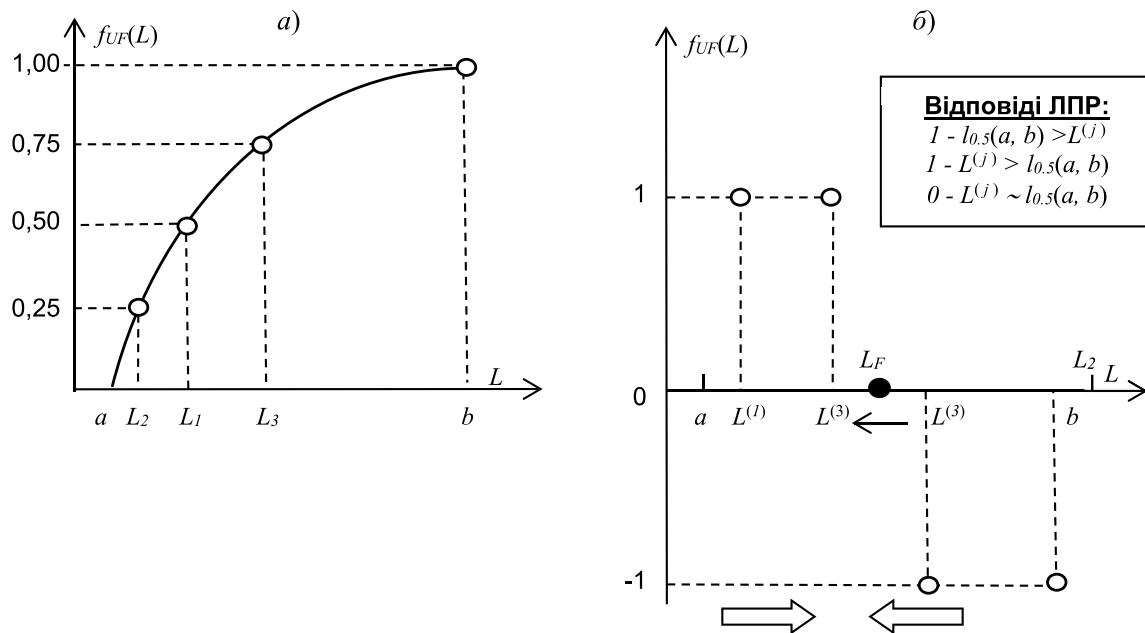 а)
f_UF(L)
1,00
0,75
0,50
0,25
L
a L₂ L₁ L₃ b
б)
f_UF(L)
Відповіді ЛПР:
1 - l₀.₅(a, b) >L⁽ʲ⁾
1 - L⁽ʲ⁾ > l₀.₅(a, b)
0 - L⁽ʲ⁾ ~ l₀.₅(a, b)
1
L_F L₂ L
0
a L⁽¹⁾ L⁽³⁾ L⁽³⁾ b
-1